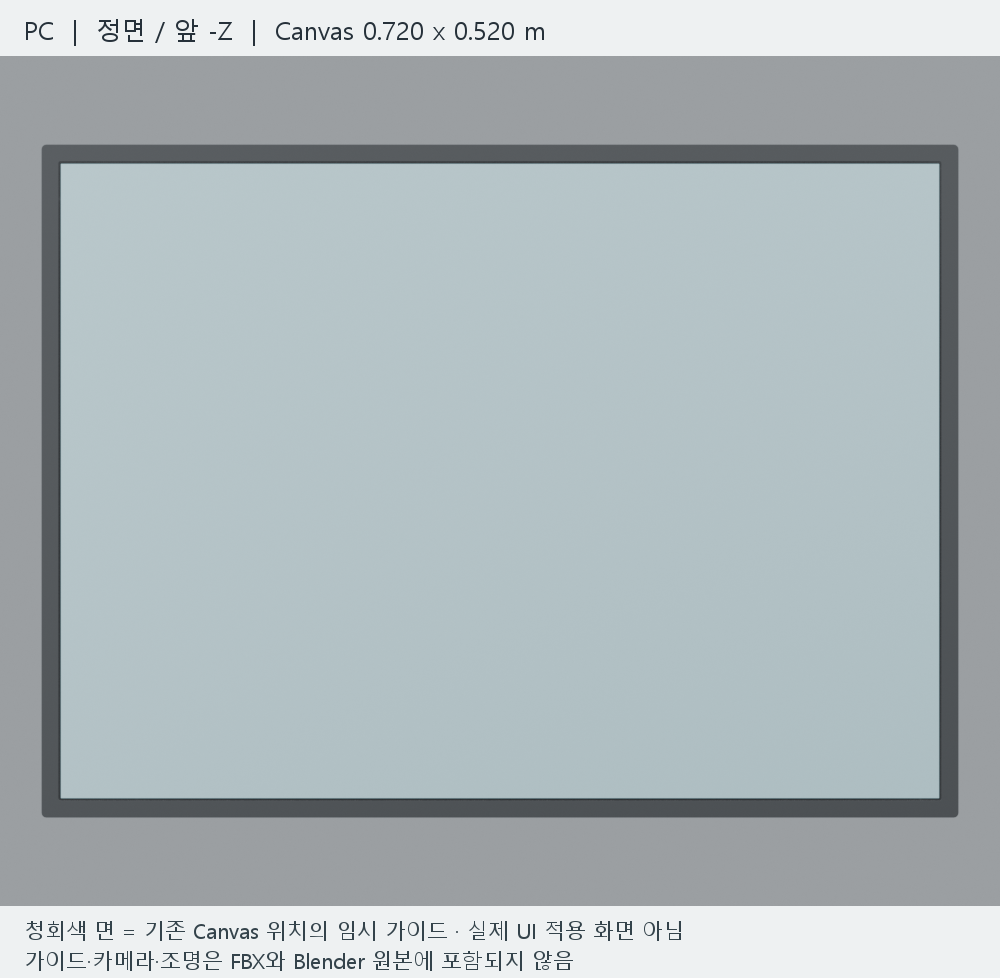 PC | 정면 / 앞 -Z | Canvas 0.720 x 0.520 m
청회색 면 = 기존 Canvas 위치의 임시 가이드 · 실제 UI 적용 화면 아님
가이드·카메라·조명은 FBX와 Blender 원본에 포함되지 않음